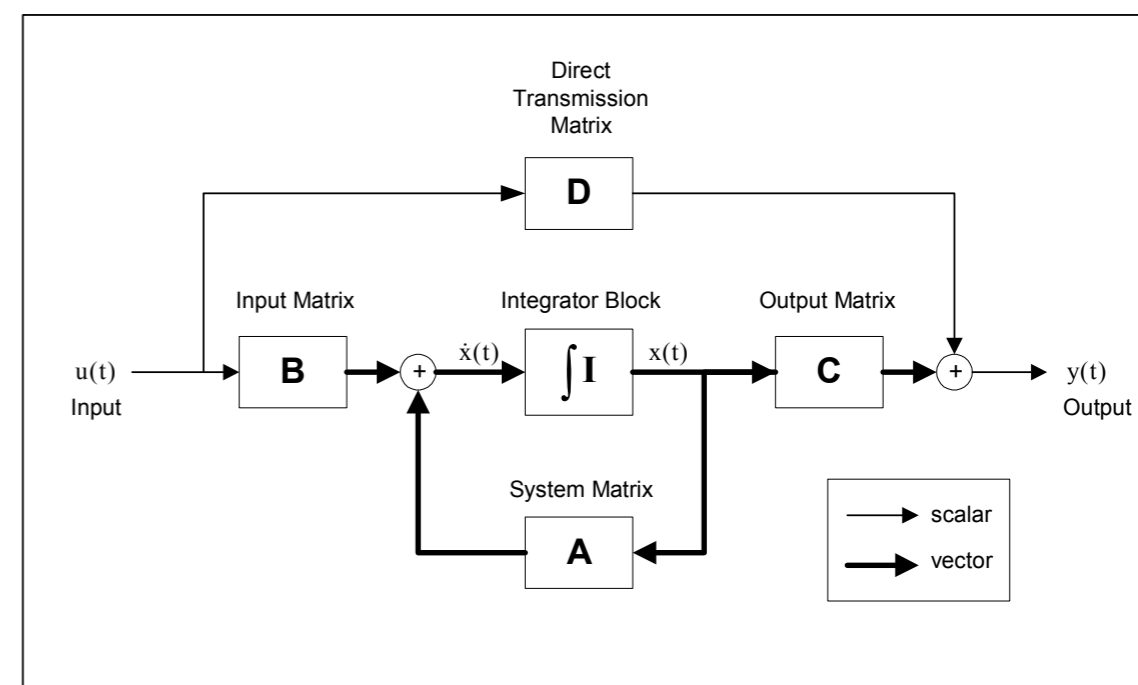 Direct
Transmission
Matrix
D
Input Matrix
Integrator Block
Output Matrix
u(t)
Input
B
+
ẋ(t)
∫I
x(t)
C
+
y(t)
Output
System Matrix
A
scalar
vector